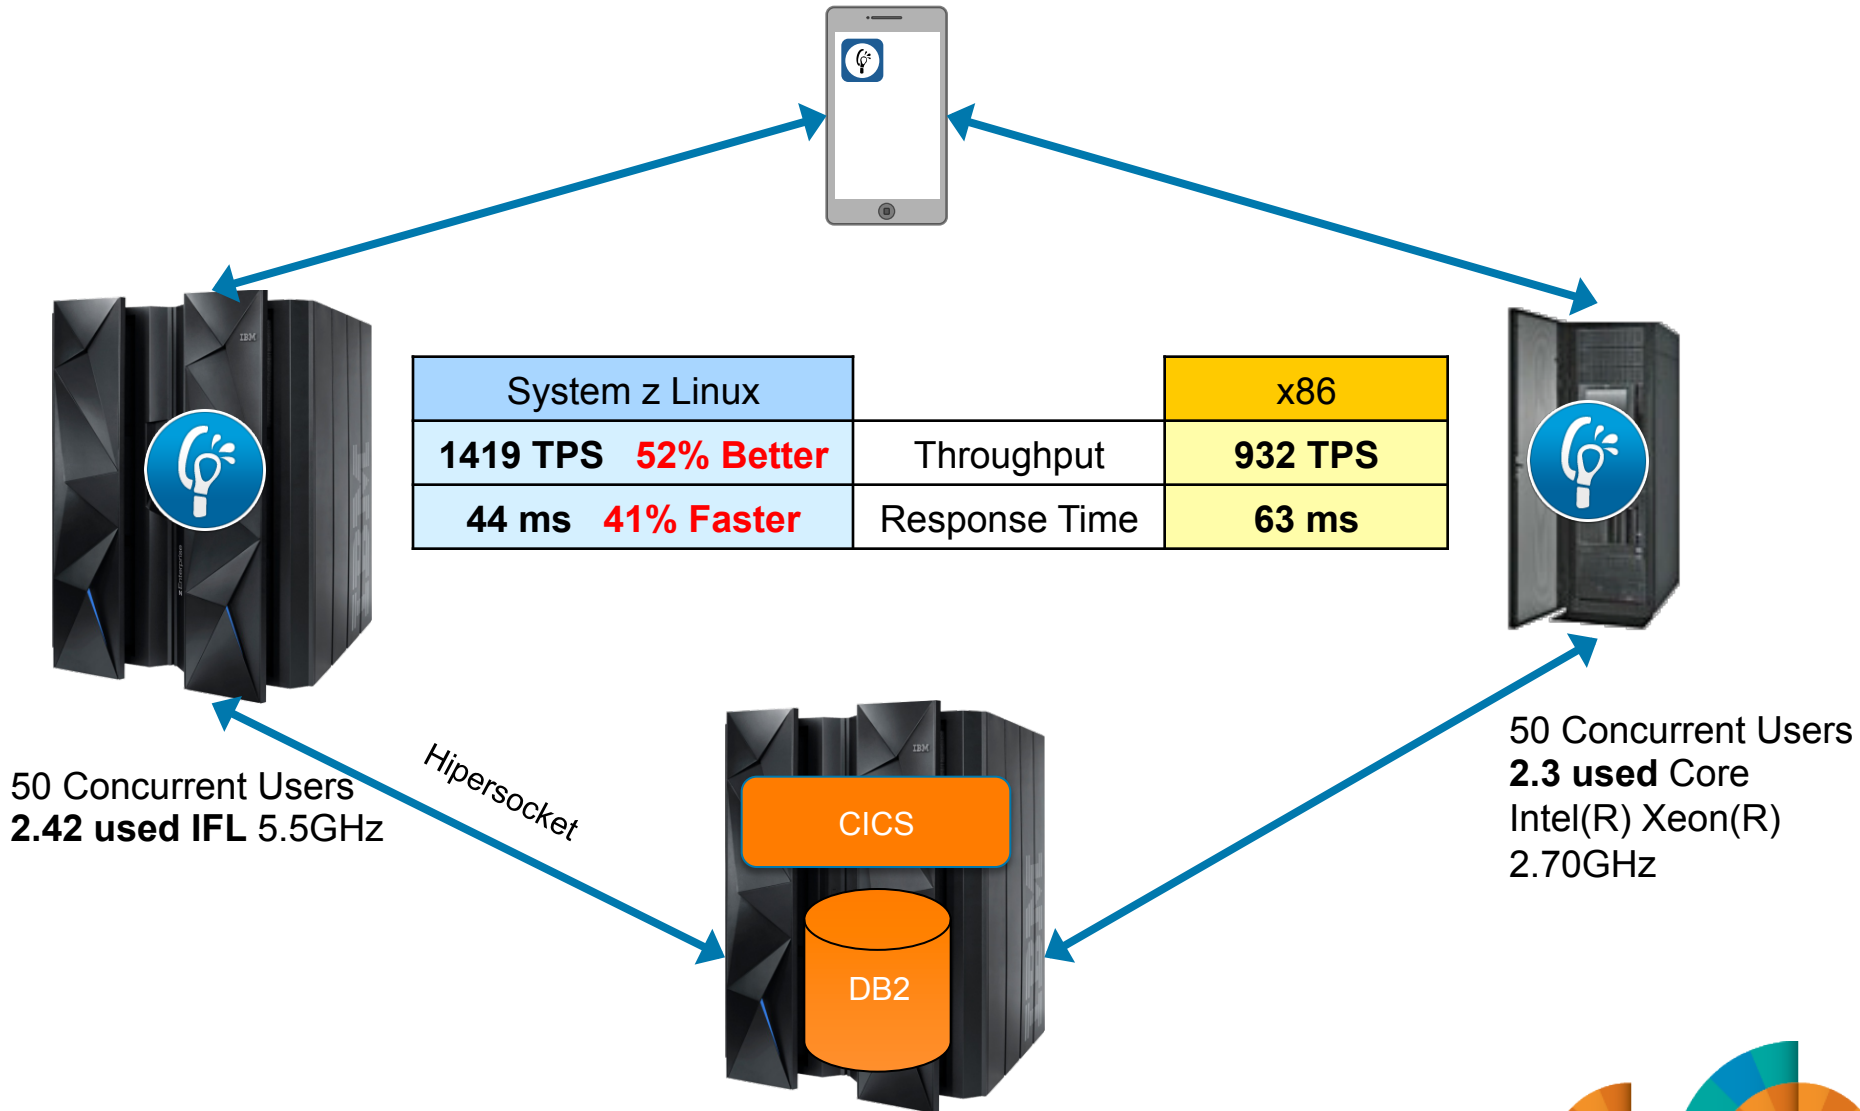 IBM
System z Linux
x86
1419 TPS 52% Better
Throughput
932 TPS
44 ms 41% Faster
Response Time
63 ms
50 Concurrent Users
2.42 used IFL 5.5GHz
Hipersocket
IBM
CICS
DB2
50 Concurrent Users
2.3 used Core
Intel(R) Xeon(R)
2.70GHz